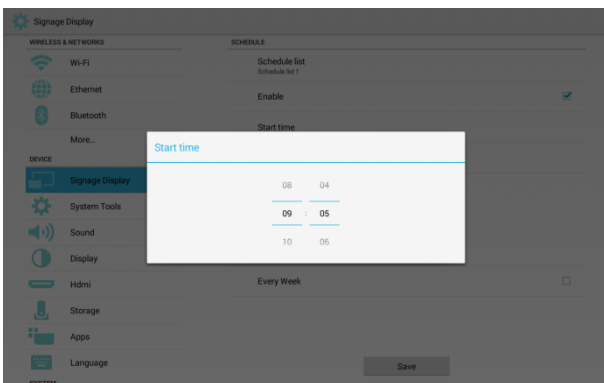 Signage Display
WIRELESS & NETWORKS
Wi-Fi
Ethernet
Bluetooth
More...
DEVICE
Signage Display
System Tools
Sound
Display
Hdmi
Storage
Apps
Language
SYSTEM
SCHEDULE
Schedule list
Schedule list 1
Enable
Start time
Every Week
Save
Start time
08 04
09 : 05
10 06